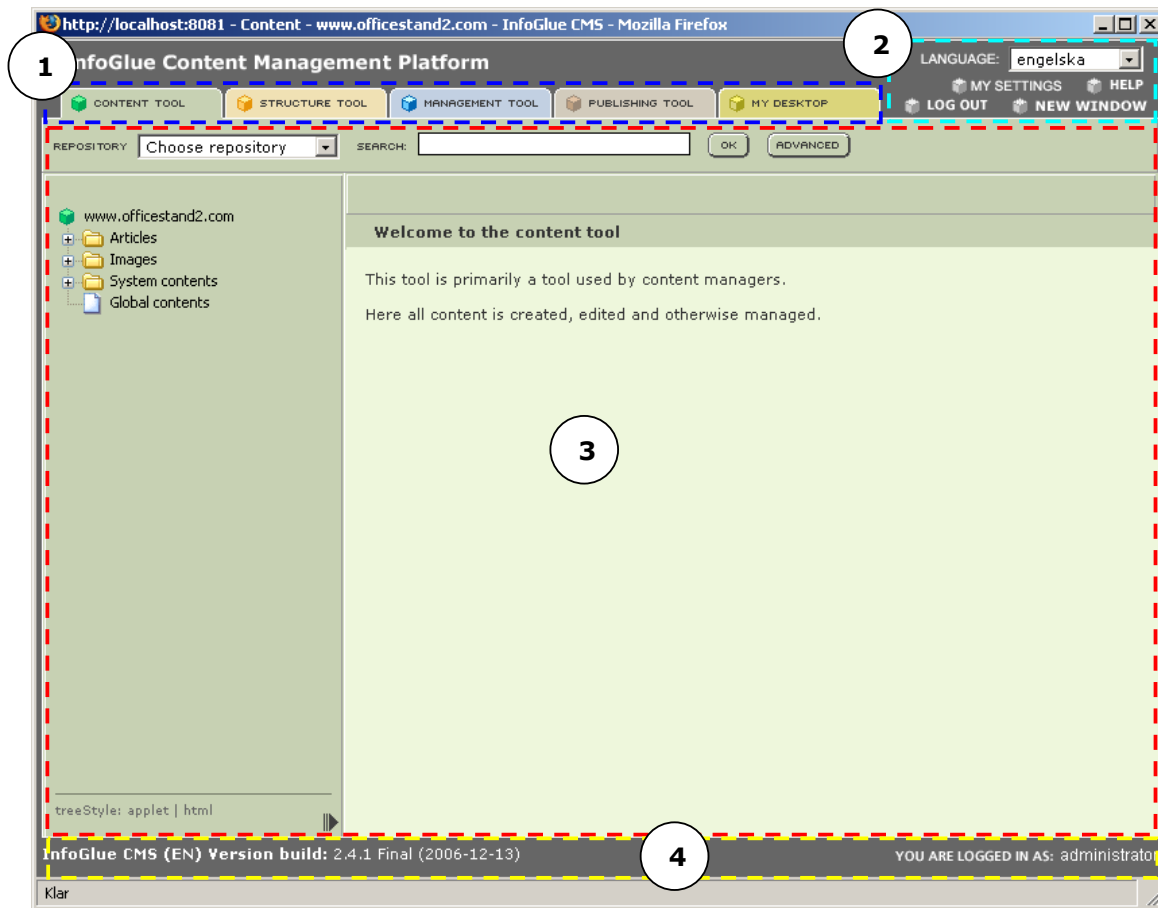 http://localhost:8081 - Content - www.officestand2.com - InfoGlue CMS - Mozilla Firefox
1
nfoGlue Content Management Platform
2
LANGUAGE: engelska
MY SETTINGS HELP
LOG OUT NEW WINDOW
CONTENT TOOL STRUCTURE TOOL MANAGEMENT TOOL PUBLISHING TOOL MY DESKTOP
REPOSITORY Choose repository SEARCH: OK ADVANCED
www.officestand2.com
Articles
Images
System contents
Global contents
Welcome to the content tool
This tool is primarily a tool used by content managers.
Here all content is created, edited and otherwise managed.
3
treeStyle: applet | html
InfoGlue CMS (EN) Version build: 2.4.1 Final (2006-12-13)
4
YOU ARE LOGGED IN AS: administrator
Klar